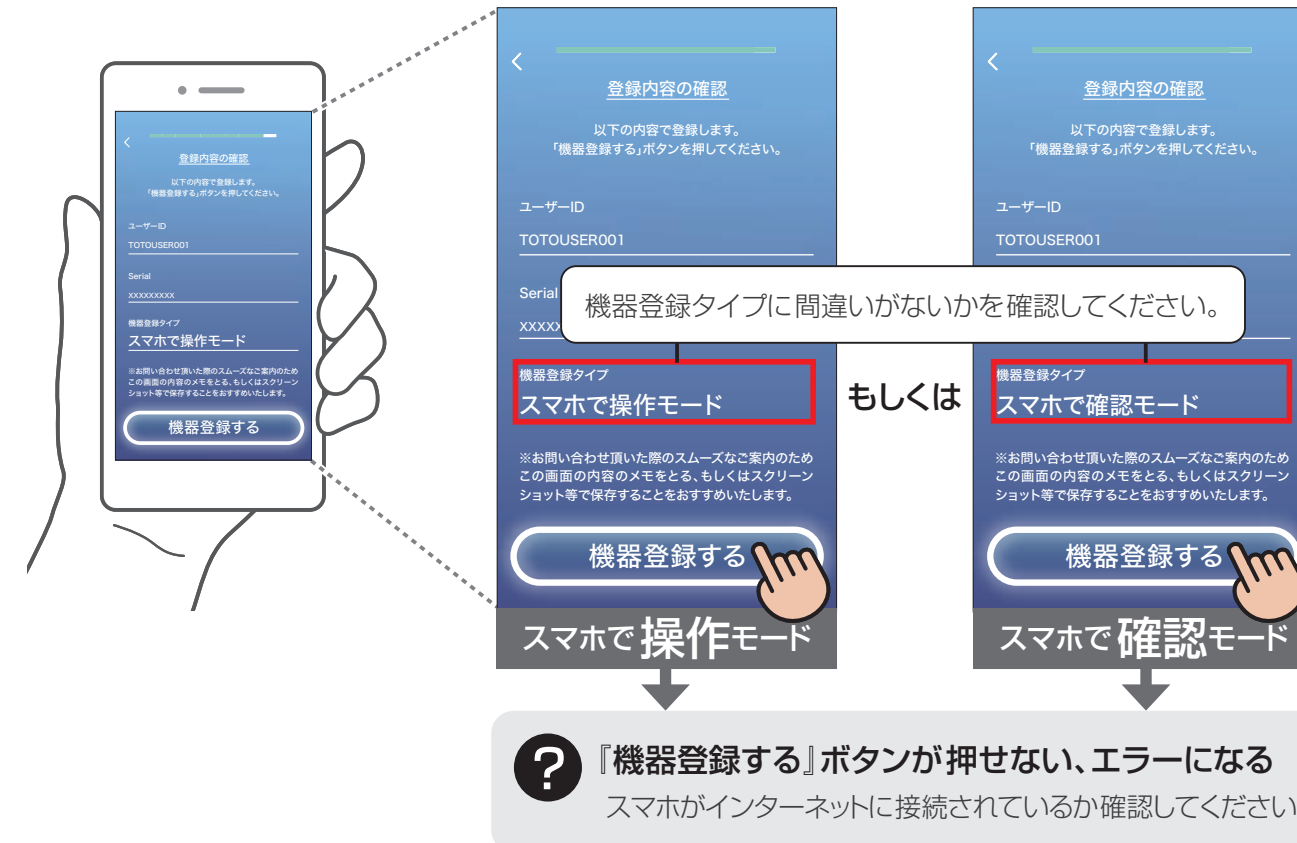 登録内容の確認
以下の内容で登録します。
「機器登録する」ボタンを押してください。
ユーザーID
TOTOUSER001
Serial
xxxxxxxxx
機器登録タイプ
スマホで操作モード
※お問い合わせ頂いた際のスムーズなご案内のため
この画面の内容のメモをとる、もしくはスクリーン
ショット等で保存することをおすすめいたします。
機器登録する
登録内容の確認
以下の内容で登録します。
「機器登録する」ボタンを押してください。
ユーザーID
TOTOUSER001
Serial
XXXX
機器登録タイプに間違いがないかを確認してください。
機器登録タイプ
スマホで操作モード
※お問い合わせ頂いた際のスムーズなご案内のため
この画面の内容のメモをとる、もしくはスクリーン
ショット等で保存することをおすすめいたします。
機器登録する
スマホで操作モード
もしくは
登録内容の確認
以下の内容で登録します。
「機器登録する」ボタンを押してください。
ユーザーID
TOTOUSER001
機器登録タイプ
スマホで確認モード
※お問い合わせ頂いた際のスムーズなご案内のため
この画面の内容のメモをとる、もしくはスクリーン
ショット等で保存することをおすすめいたします。
機器登録する
スマホで確認モード
?
『機器登録する』ボタンが押せない、エラーになる
スマホがインターネットに接続されているか確認してください